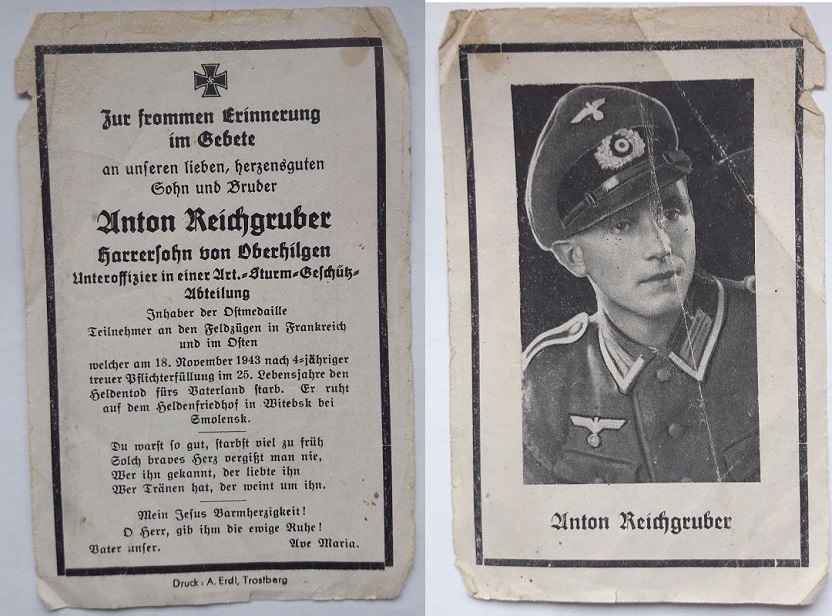 Zur frommen Erinnerung
im Gebete
an unseren lieben, herzensguten
Sohn und Bruder
Anton Reichgruber
Harrersohn von Oberhilgen
Unteroffizier in einer Art.-Sturm-Geschütz-
Abteilung
Inhaber der Ostmedaille
Teilnehmer an den Feldzügen in Frankreich
und im Osten
welcher am 18. November 1943 nach 4-jähriger
treuer Pflichterfüllung im 25. Lebensjahre den
Heldentod fürs Vaterland starb. Er ruht
auf dem Heldenfriedhof in Witebsk bei
Smolensk.
Du warst so gut, starbst viel zu früh
Solch braves Herz vergißt man nie,
Wer ihn gekannt, der liebte ihn
Wer Tränen hat, der weint um ihn.
Mein Jesus Barmherzigkeit!
O Herr, gib ihm die ewige Ruhe!
Vater unser. Ave Maria.
Druck: A. Erdl, Trostberg
Anton Reichgruber